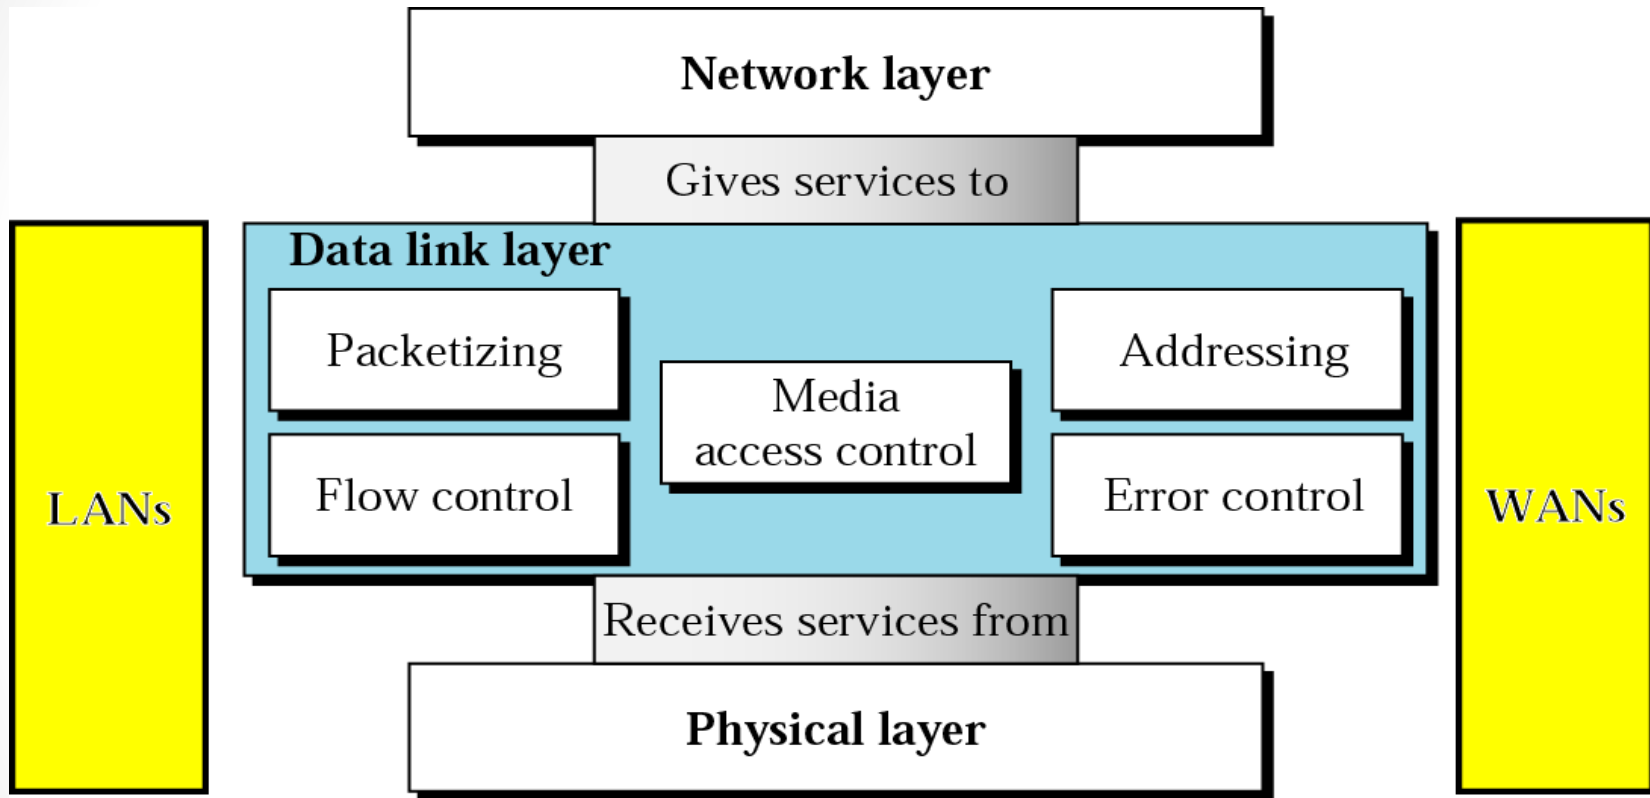 Network layer
Gives services to
Data link layer
Packetizing
Addressing
Media
access control
Flow control
Error control
LANs
WANs
Receives services from
Physical layer